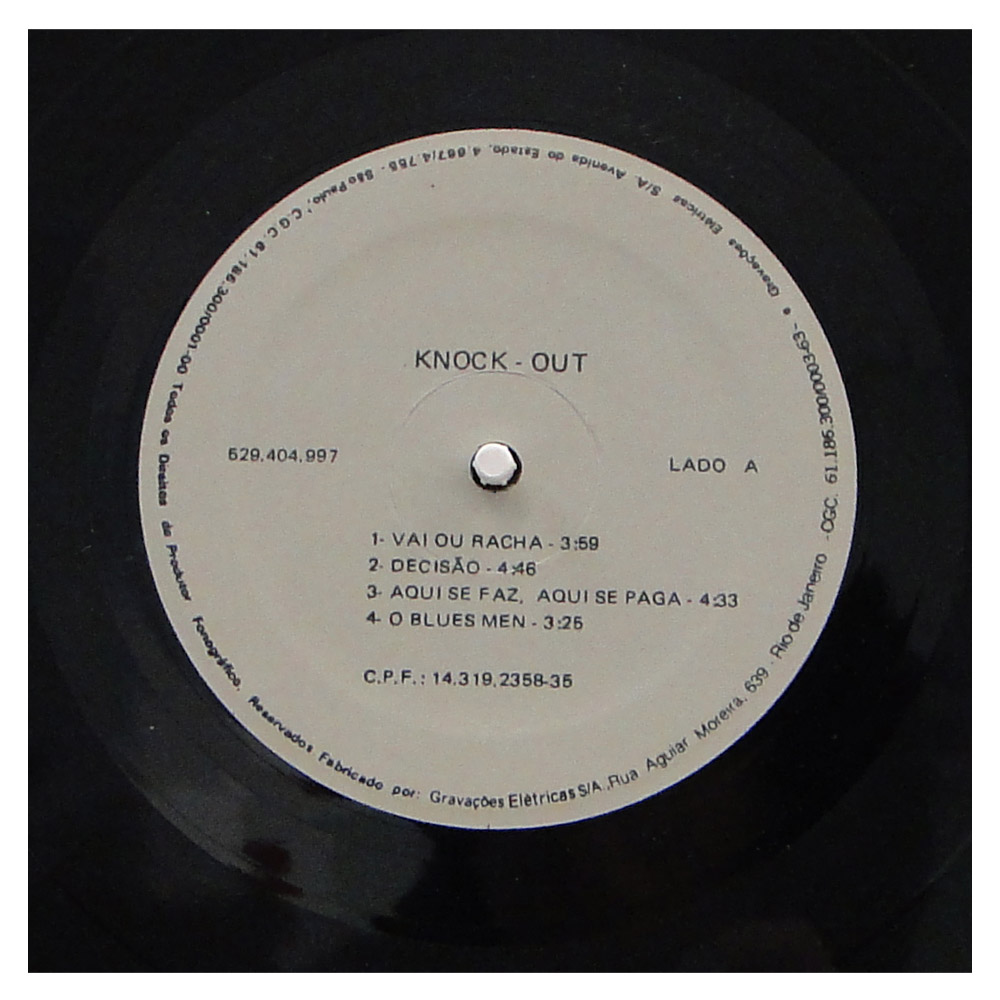 KNOCK - OUT
529.404.997
LADO A
1- VAI OU RACHA - 3:59
2- DECISÃO - 4:46
3- AQUI SE FAZ, AQUI SE PAGA - 4:33
4- O BLUES MEN - 3:25
C.P.F.: 14.319.2358-35
Todos os Direitos do Produtor Fonográfico, Reservados Fabricado por: Gravações Elétricas S/A., Rua Aguiar Moreira, 639 - Rio de Janeiro - CGC. 61.186.300/0003-63 - e Gravações Elétricas S/A. Avenida do Estado, 4.667/4.755 - São Paulo, C.G.C. 61.186.300/0001-00